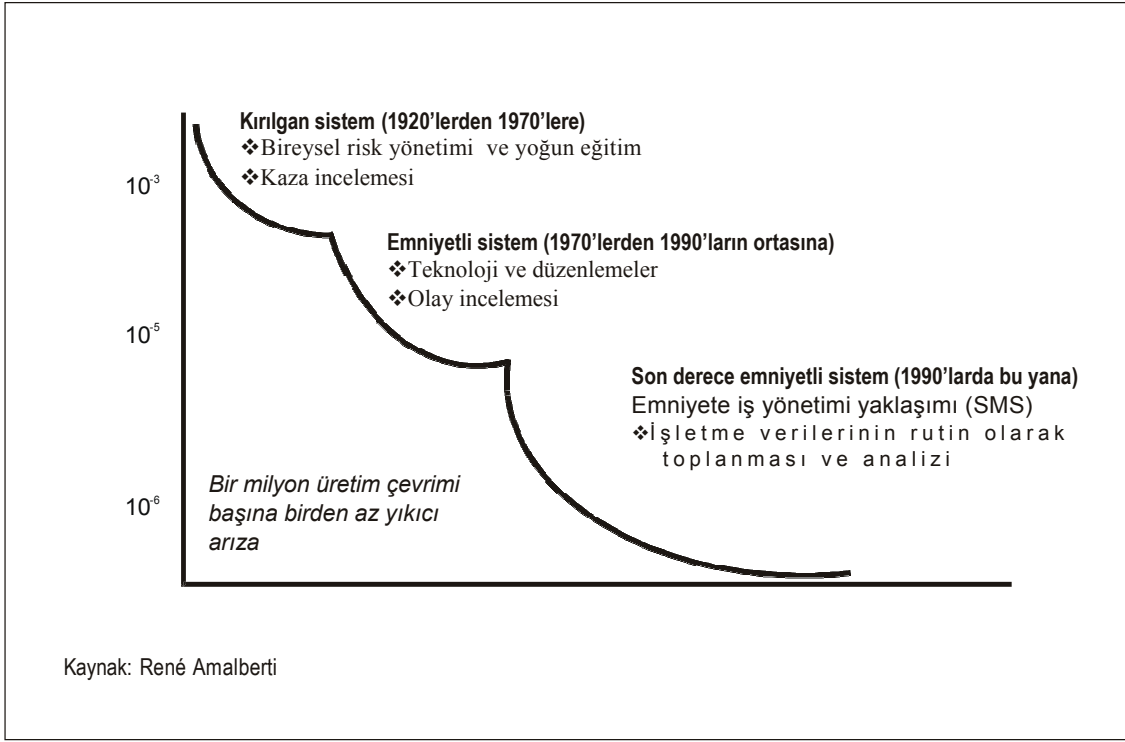 Kırılgan sistem (1920’lerden 1970’lere)
❖Bireysel risk yönetimi ve yoğun eğitim
❖Kaza incelemesi
10⁻³
Emniyetli sistem (1970’lerden 1990’ların ortasına)
❖Teknoloji ve düzenlemeler
❖Olay incelemesi
10⁻⁵
Son derece emniyetli sistem (1990’larda bu yana)
Emniyete iş yönetimi yaklaşımı (SMS)
❖İşletme verilerinin rutin olarak
toplanması ve analizi
10⁻⁶
Bir milyon üretim çevrimi
başına birden az yıkıcı
arıza
Kaynak: René Amalberti